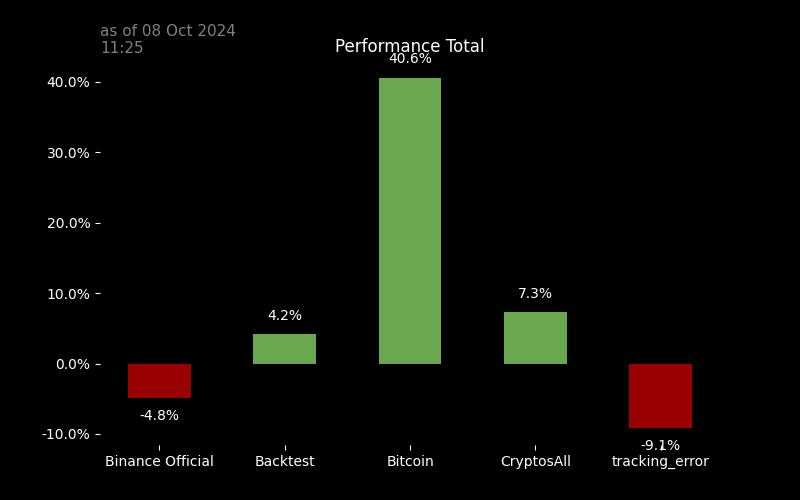 as of 08 Oct 2024
11:25
Performance Total
40.6%
40.0%
30.0%
20.0%
10.0%
0.0%
-10.0%
4.2%
7.3%
-4.8%
-9.1%
Binance Official
Backtest
Bitcoin
CryptosAll
tracking_error